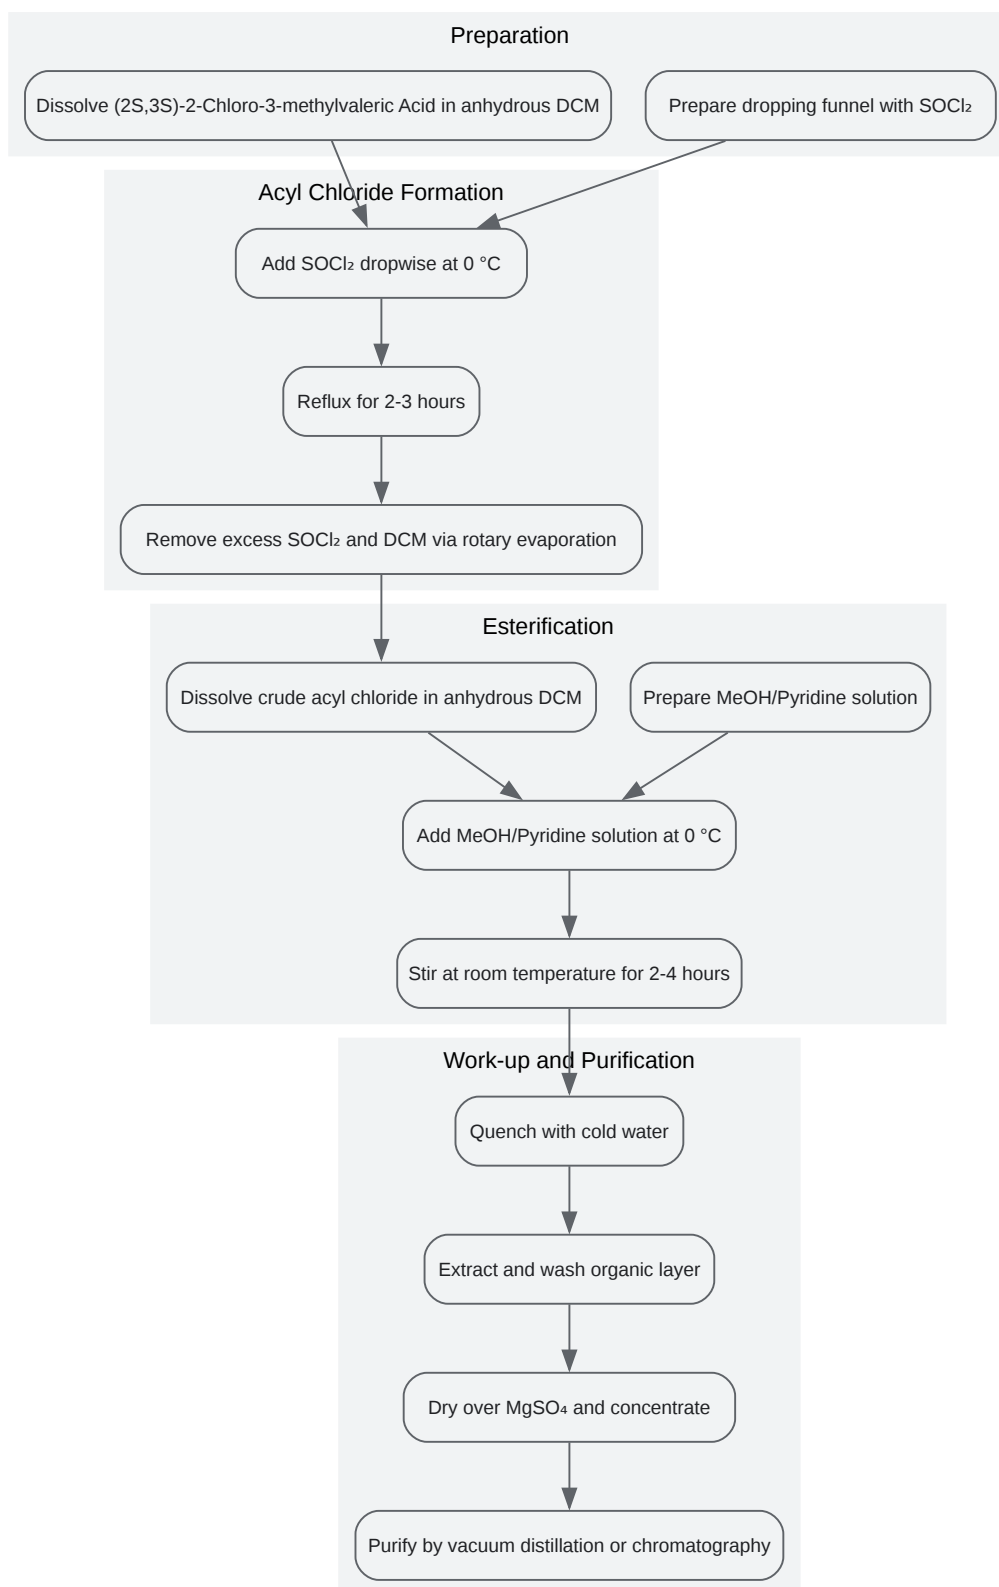 Preparation
Dissolve (2S,3S)-2-Chloro-3-methylvaleric Acid in anhydrous DCM
Prepare dropping funnel with SOCl₂
Acyl Chloride Formation
Add SOCl₂ dropwise at 0 °C
Reflux for 2-3 hours
Remove excess SOCl₂ and DCM via rotary evaporation
Esterification
Dissolve crude acyl chloride in anhydrous DCM
Prepare MeOH/Pyridine solution
Add MeOH/Pyridine solution at 0 °C
Stir at room temperature for 2-4 hours
Work-up and Purification
Quench with cold water
Extract and wash organic layer
Dry over MgSO₄ and concentrate
Purify by vacuum distillation or chromatography